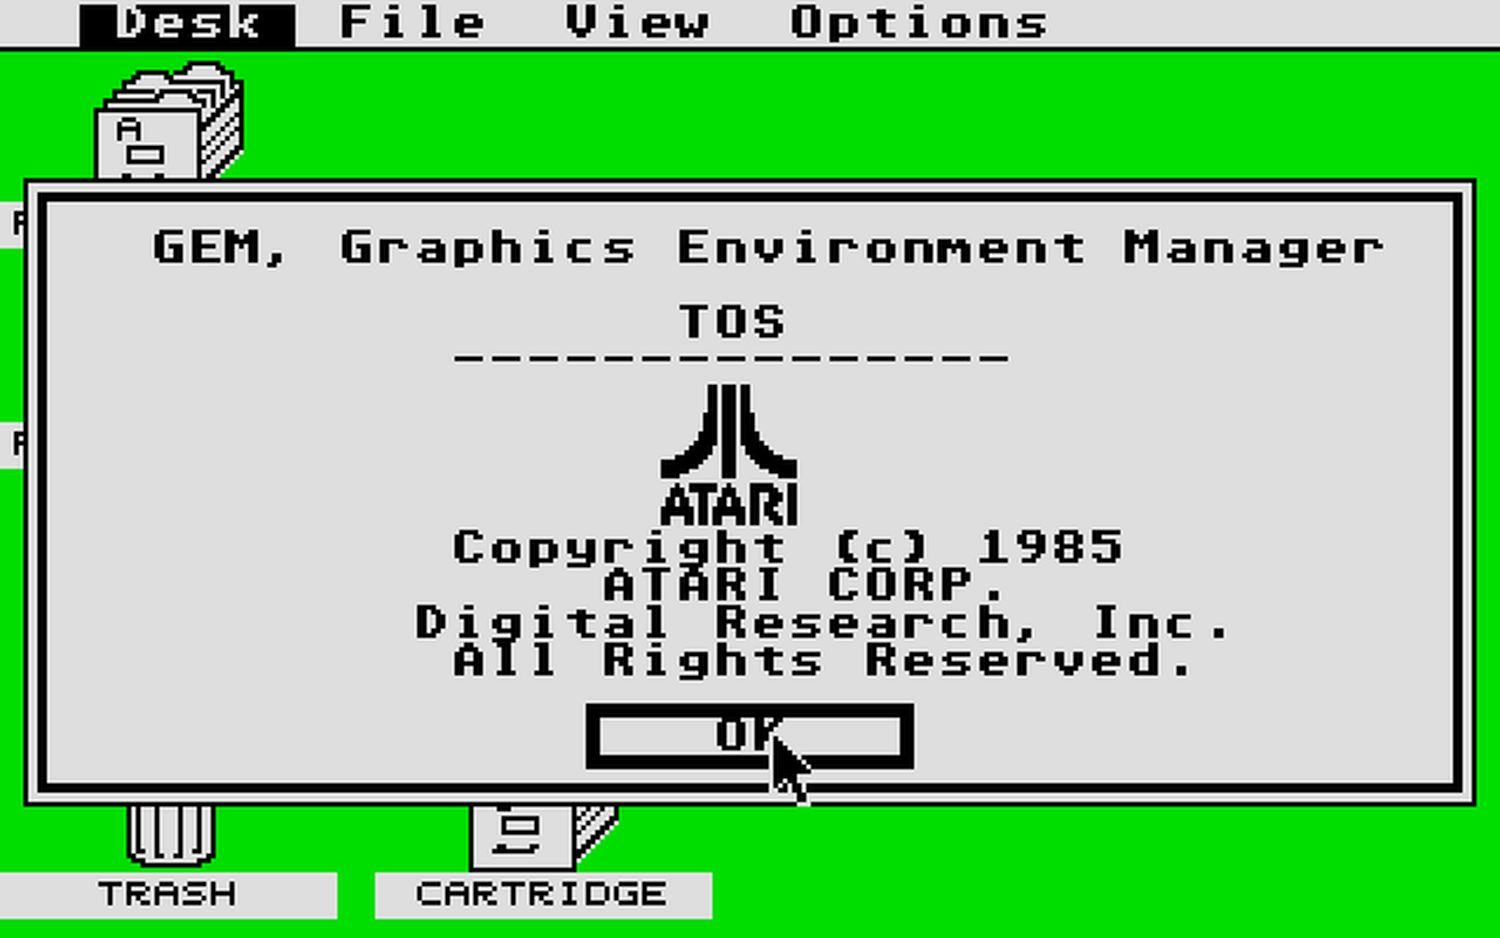 Desk File View Options
A
GEM, Graphics Environment Manager
TOS
---------------
ATARI
Copyright (c) 1985
ATARI CORP.
Digital Research, Inc.
All Rights Reserved.
OK
TRASH CARTRIDGE